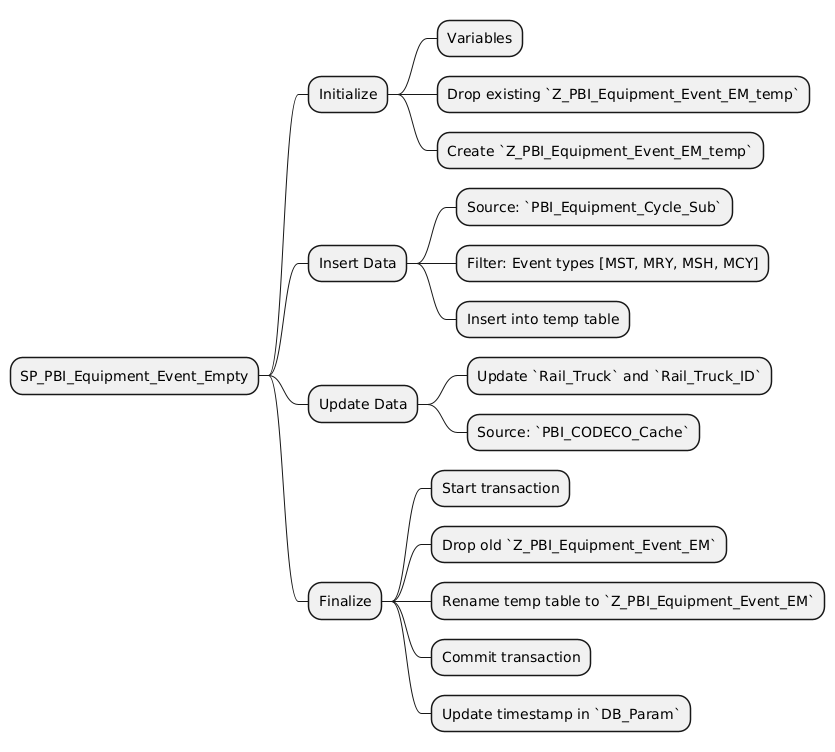 SP_PBI_Equipment_Event_Empty
Initialize
Variables
Drop existing `Z_PBI_Equipment_Event_EM_temp`
Create `Z_PBI_Equipment_Event_EM_temp`
Insert Data
Source: `PBI_Equipment_Cycle_Sub`
Filter: Event types [MST, MRY, MSH, MCY]
Insert into temp table
Update Data
Update `Rail_Truck` and `Rail_Truck_ID`
Source: `PBI_CODECO_Cache`
Finalize
Start transaction
Drop old `Z_PBI_Equipment_Event_EM`
Rename temp table to `Z_PBI_Equipment_Event_EM`
Commit transaction
Update timestamp in `DB_Param`